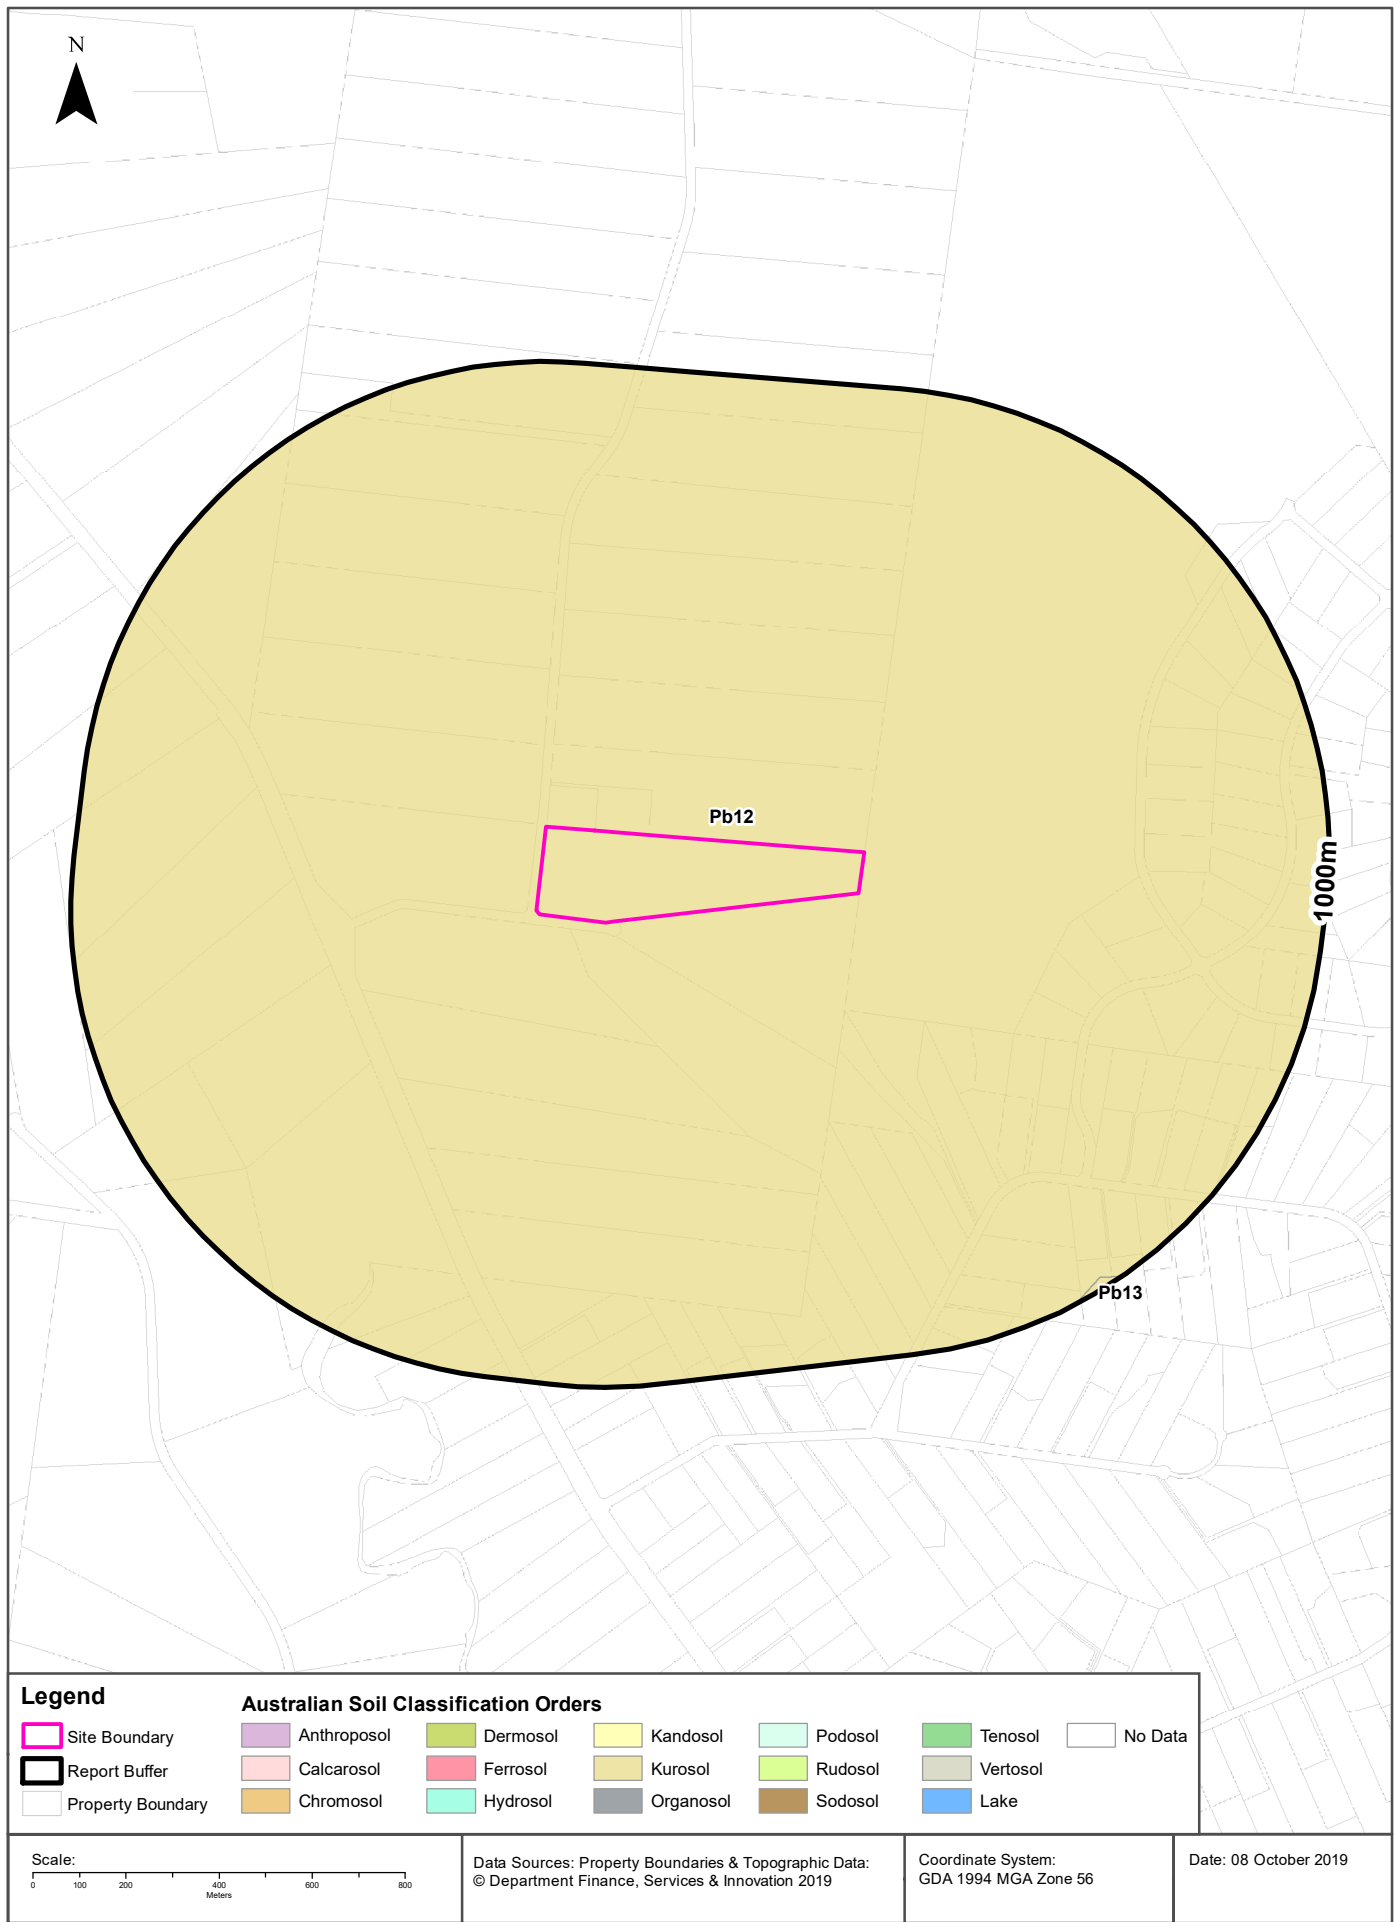 N
Pb12
1000m
Pb13
Legend
Site Boundary
Report Buffer
Property Boundary
Australian Soil Classification Orders
Anthroposol
Calcarosol
Chromosol
Dermosol
Ferrosol
Hydrosol
Kandosol
Kurosol
Organosol
Podosol
Rudosol
Sodosol
Tenosol
Vertosol
Lake
No Data
Scale:
0 100 200 400 600 800
Meters
Data Sources: Property Boundaries & Topographic Data:
© Department Finance, Services & Innovation 2019
Coordinate System:
GDA 1994 MGA Zone 56
Date: 08 October 2019